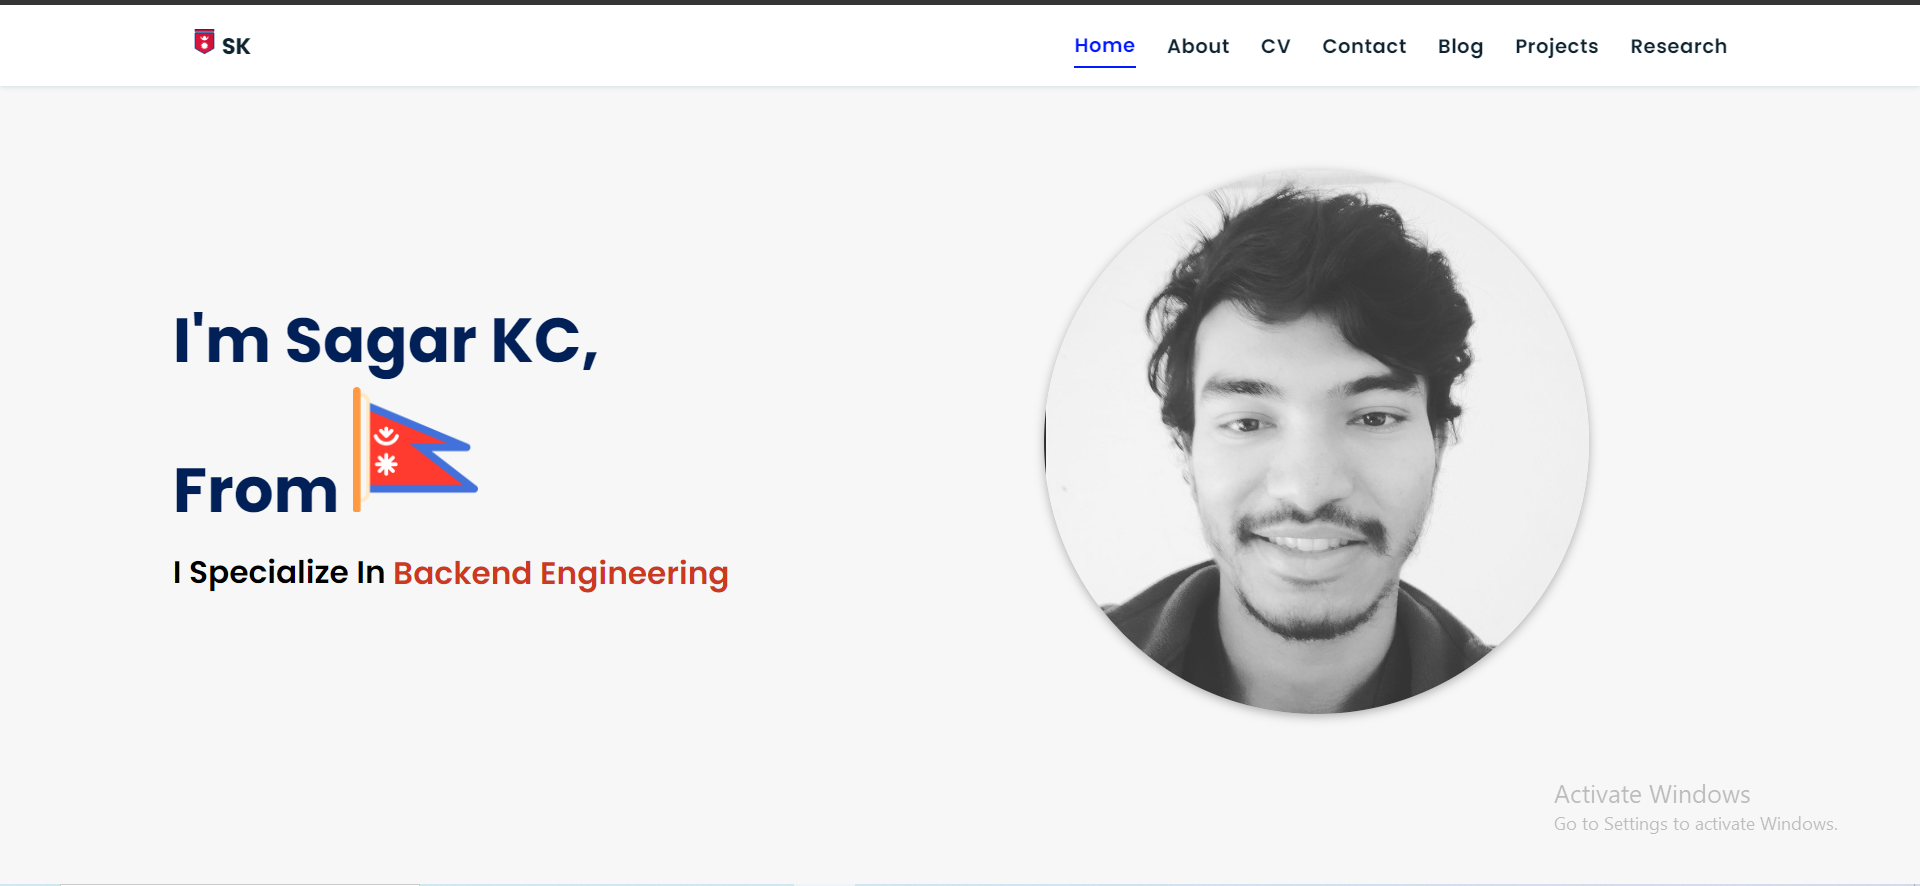 SK
Home About CV Contact Blog Projects Research
I'm Sagar KC,
From
I Specialize In Backend Engineering
Activate Windows
Go to Settings to activate Windows.